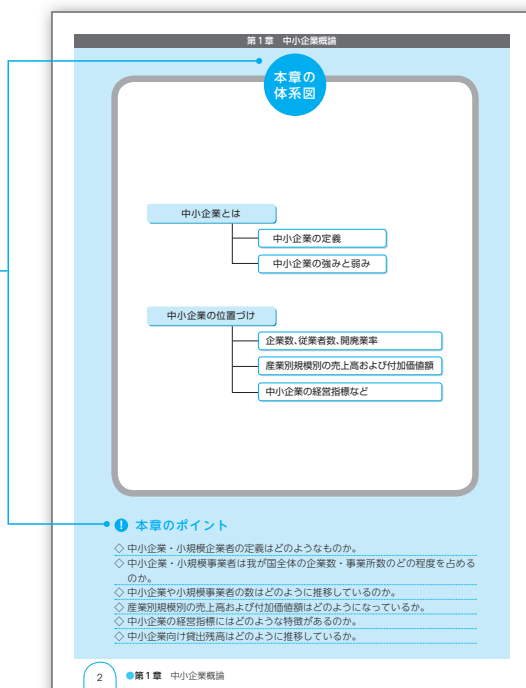 第1章 中小企業概論
本章の
体系図
中小企業とは
中小企業の定義
中小企業の強みと弱み
中小企業の位置づけ
企業数、従業者数、開廃業率
産業別規模別の売上高および付加価値額
中小企業の経営指標など
! 本章のポイント
◇ 中小企業・小規模企業者の定義はどのようなものか。
◇ 中小企業・小規模事業者は我が国全体の企業数・事業所数のどの程度を占める
のか。
◇ 中小企業や小規模事業者の数はどのように推移しているのか。
◇ 産業別規模別の売上高および付加価値額はどのようになっているか。
◇ 中小企業の経営指標にはどのような特徴があるのか。
◇ 中小企業向け貸出残高はどのように推移しているか。
2 ●第1章 中小企業概論